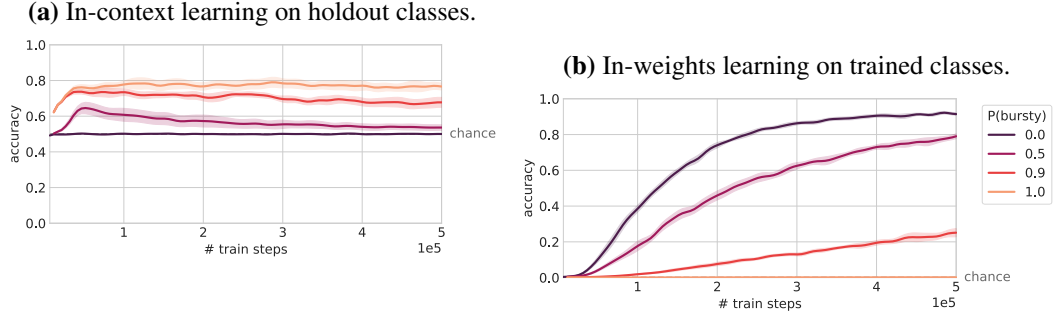 (a) In-context learning on holdout classes.
1.0
0.8
0.6
0.4
0.2
0.0
accuracy
chance
1 2 3 4 5
# train steps
1e5
(b) In-weights learning on trained classes.
1.0
0.8
0.6
0.4
0.2
0.0
accuracy
chance
1 2 3 4 5
# train steps
1e5
P(bursty)
0.0
0.5
0.9
1.0